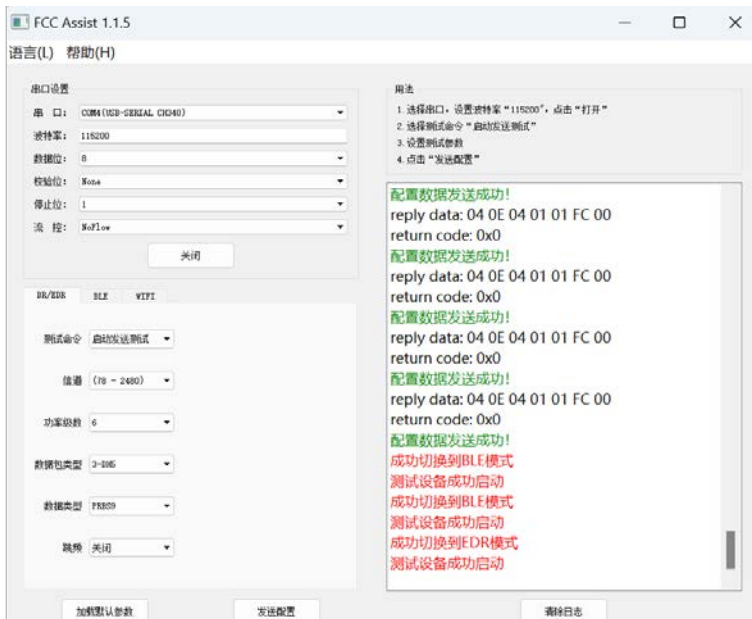 FCC Assist 1.1.5
语言(L) 帮助(H)
串口设置
串 口: COM4(USB-SERIAL CH340)
波特率: 115200
数据位: 8
校验位: None
停止位: 1
流 控: NoFlow
关闭
BR/EDR BLE WIFI
测试命令 启动发送测试
信道 (78 - 2480)
功率级数 6
数据包类型 3-DH5
数据类型 PRBS9
跳频 关闭
加载默认参数 发送配置
用法
1. 选择串口，设置波特率“115200”，点击“打开”
2. 选择测试命令“启动发送测试”
3. 设置测试参数
4. 点击“发送配置”
配置数据发送成功!
reply data: 04 0E 04 01 01 FC 00
return code: 0x0
配置数据发送成功!
reply data: 04 0E 04 01 01 FC 00
return code: 0x0
配置数据发送成功!
reply data: 04 0E 04 01 01 FC 00
return code: 0x0
配置数据发送成功!
reply data: 04 0E 04 01 01 FC 00
return code: 0x0
配置数据发送成功!
成功切换到BLE模式
测试设备成功启动
成功切换到BLE模式
测试设备成功启动
成功切换到EDR模式
测试设备成功启动
清除日志